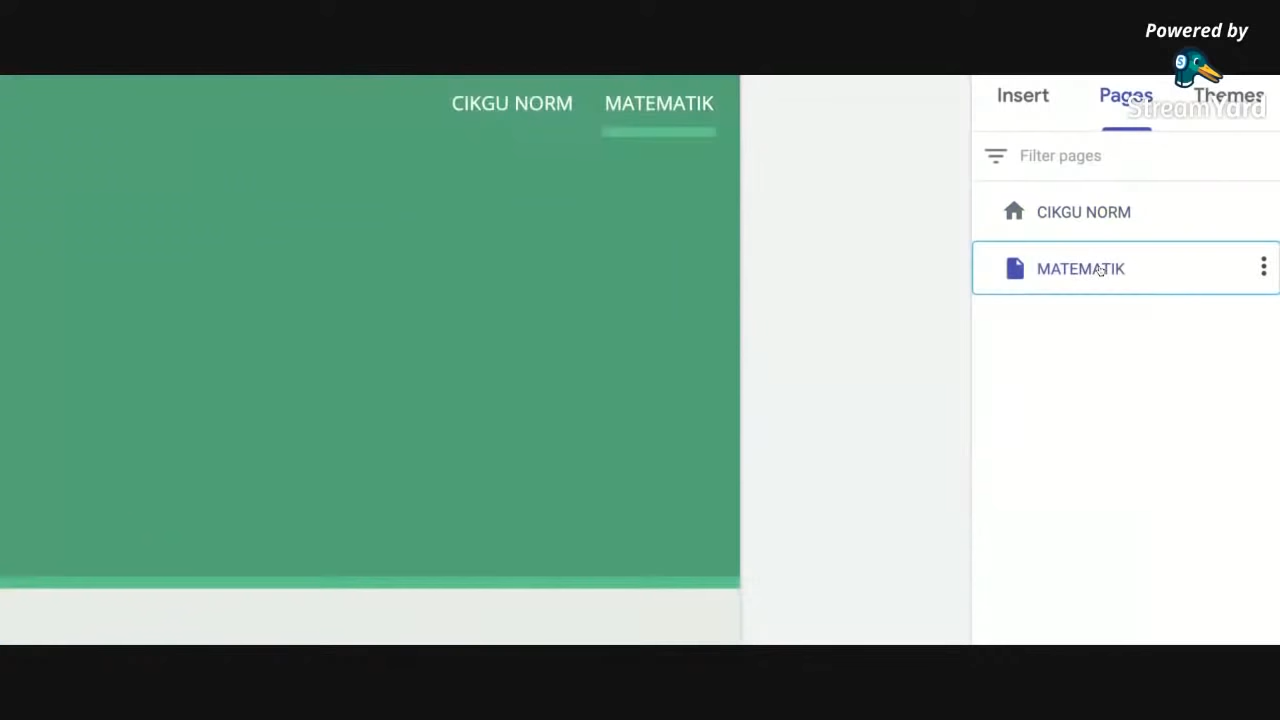 Powered by
StreamYard
CIKGU NORM MATEMATIK
Insert Pages Themes
Filter pages
CIKGU NORM
MATEMATIK